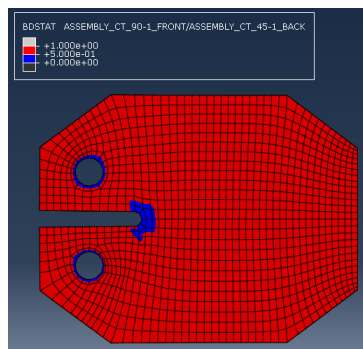 BDSTAT ASSEMBLY_CT_90-1_FRONT/ASSEMBLY_CT_45-1_BACK
+1.000e+00
+5.000e-01
+0.000e+00